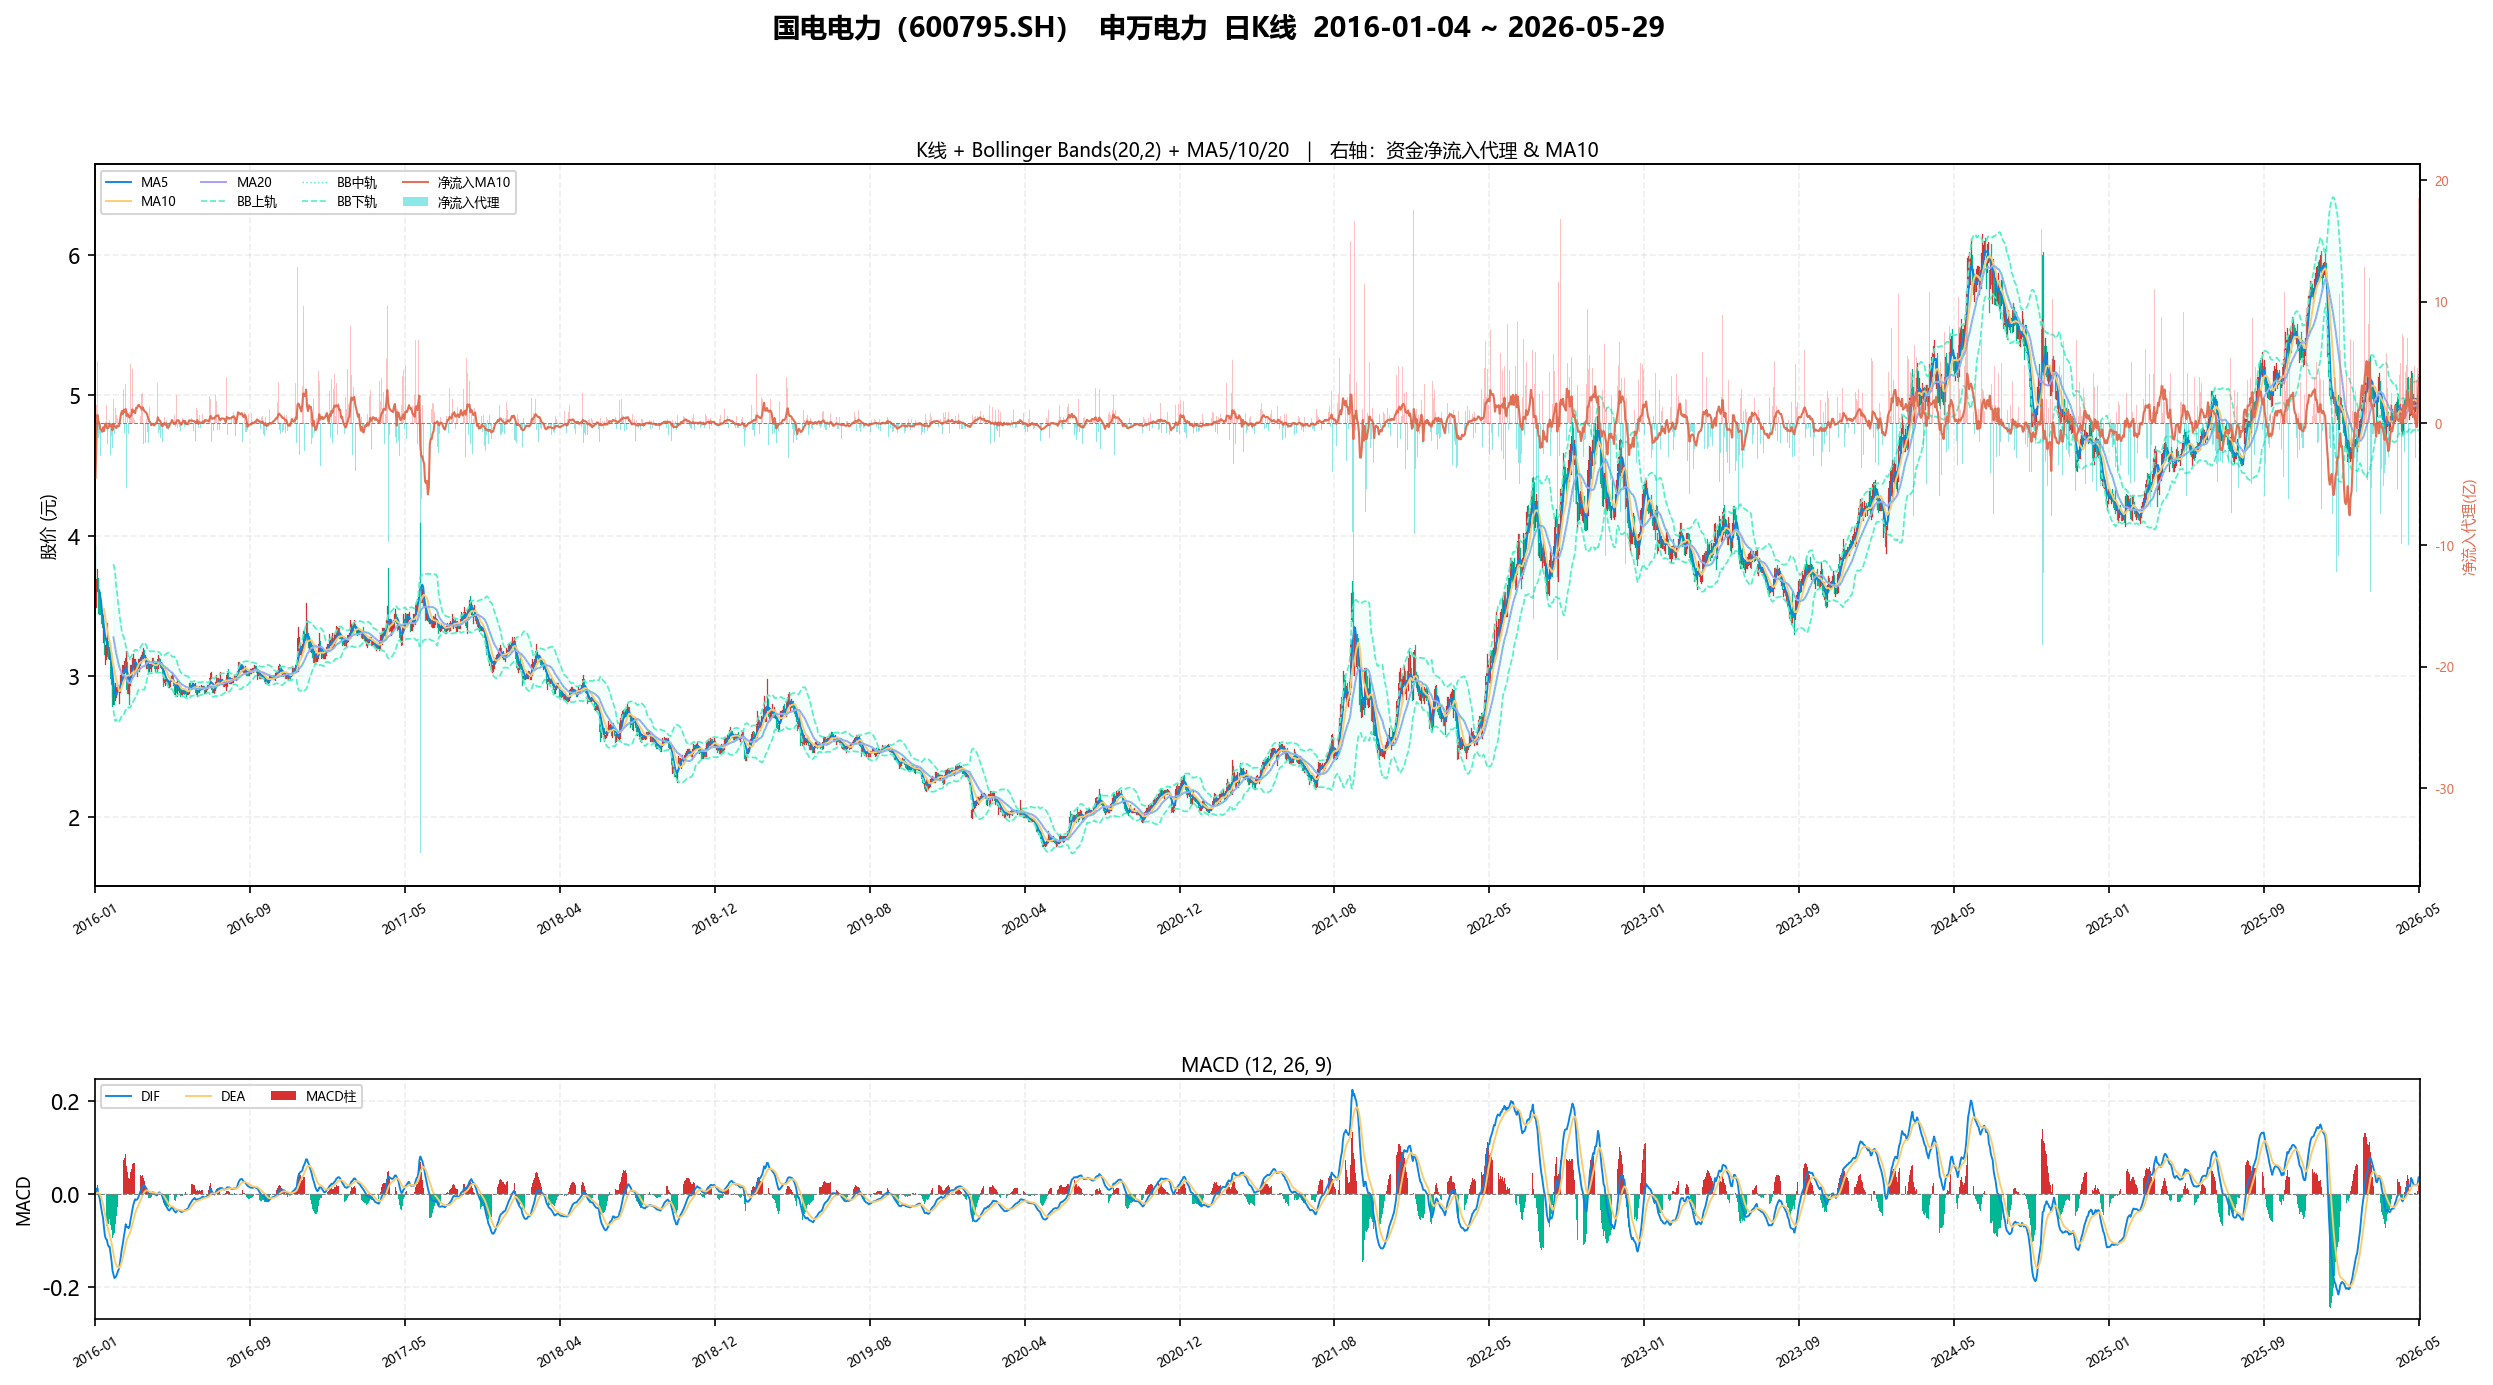 国电电力（600795.SH） 申万电力 日K线 2016-01-04 ~ 2026-05-29
K线 + Bollinger Bands(20,2) + MA5/10/20 | 右轴：资金净流入代理 & MA10
MA5 MA20 BB中轨 净流入MA10
MA10 BB上轨 BB下轨 净流入代理
股价 (元)
6
5
4
3
2
20
10
0
-10
-20
-30
净流入代理(亿)
2016-01 2016-09 2017-05 2018-04 2018-12 2019-08 2020-04 2020-12 2021-08 2022-05 2023-01 2023-09 2024-05 2025-01 2025-09 2026-05
MACD (12, 26, 9)
DIF DEA MACD柱
MACD
0.2
0.0
-0.2
2016-01 2016-09 2017-05 2018-04 2018-12 2019-08 2020-04 2020-12 2021-08 2022-05 2023-01 2023-09 2024-05 2025-01 2025-09 2026-05